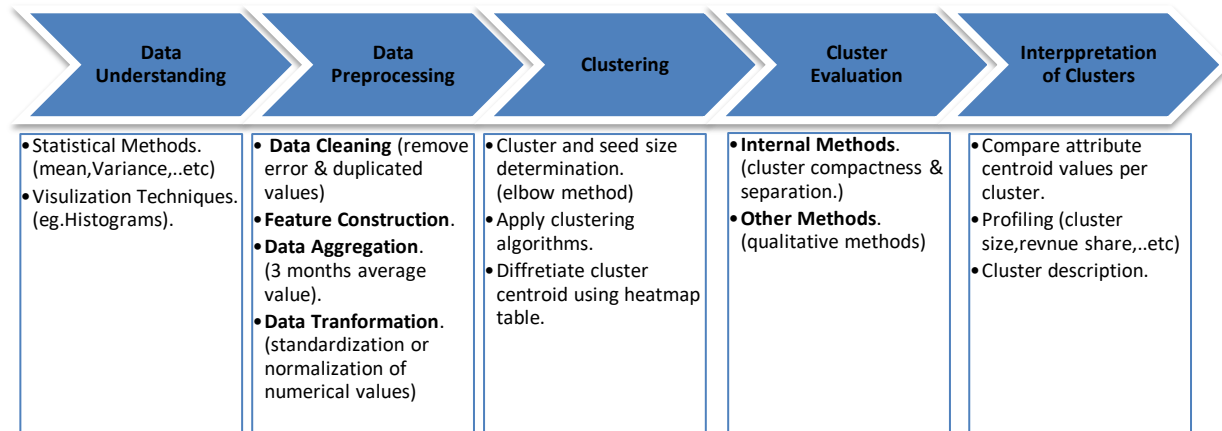 Data
Understanding
Data
Preprocessing
Clustering
Cluster
Evaluation
Interppretation
of Clusters
•Statistical Methods.
(mean,Variance,..etc)
•Visulization Techniques.
(eg.Histograms).
• Data Cleaning (remove
error & duplicated
values)
•Feature Construction.
•Data Aggregation.
(3 months average
value).
•Data Tranformation.
(standardization or
normalization of
numerical values)
•Cluster and seed size
determination.
(elbow method)
•Apply clustering
algorithms.
•Diffretiate cluster
centroid using heatmap
table.
•Internal Methods.
(cluster compactness &
separation.)
•Other Methods.
(qualitative methods)
•Compare attribute
centroid values per
cluster.
•Profiling (cluster
size,revnue share,..etc)
•Cluster description.